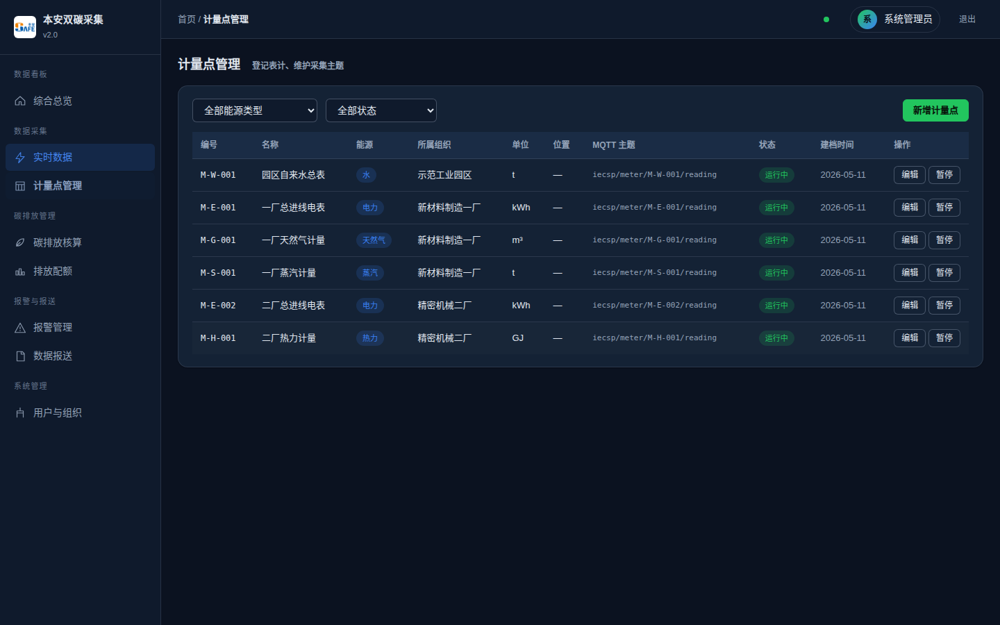 本安双碳采集
v2.0
数据看板
综合总览
数据采集
实时数据
计量点管理
碳排放管理
碳排放核算
排放配额
报警与报送
报警管理
数据报送
系统管理
用户与组织
首页 / 计量点管理
系 系统管理员 退出
计量点管理 登记表计、维护采集主题
全部能源类型 全部状态 新增计量点
编号 名称 能源 所属组织 单位 位置 MQTT 主题 状态 建档时间 操作
M-W-001 园区自来水总表 水 示范工业园区 t — iecsp/meter/M-W-001/reading 运行中 2026-05-11 编辑 暂停
M-E-001 一厂总进线电表 电力 新材料制造一厂 kWh — iecsp/meter/M-E-001/reading 运行中 2026-05-11 编辑 暂停
M-G-001 一厂天然气计量 天然气 新材料制造一厂 m³ — iecsp/meter/M-G-001/reading 运行中 2026-05-11 编辑 暂停
M-S-001 一厂蒸汽计量 蒸汽 新材料制造一厂 t — iecsp/meter/M-S-001/reading 运行中 2026-05-11 编辑 暂停
M-E-002 二厂总进线电表 电力 精密机械二厂 kWh — iecsp/meter/M-E-002/reading 运行中 2026-05-11 编辑 暂停
M-H-001 二厂热力计量 热力 精密机械二厂 GJ — iecsp/meter/M-H-001/reading 运行中 2026-05-11 编辑 暂停